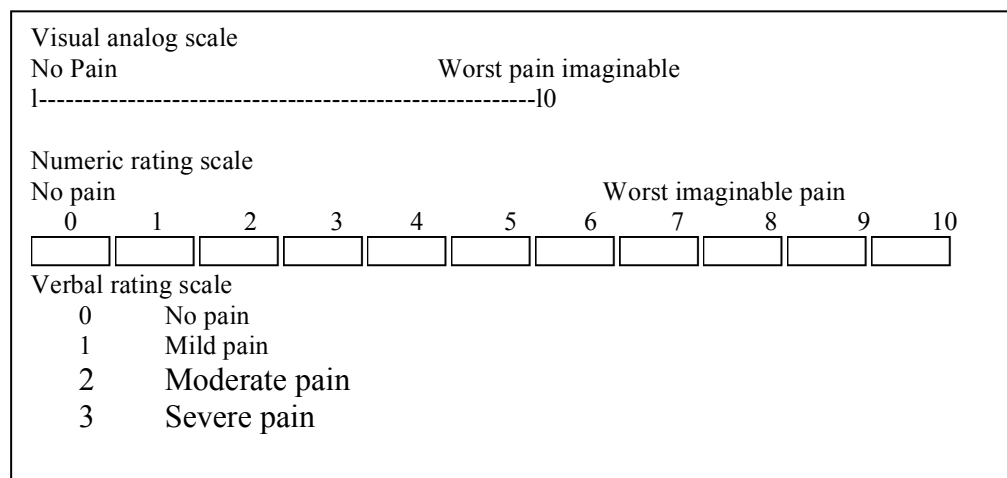 Visual analog scale
No Pain Worst pain imaginable
l--------------------------------------------------------l0
Numeric rating scale
No pain Worst imaginable pain
0 1 2 3 4 5 6 7 8 9 10
Verbal rating scale
0 No pain
1 Mild pain
2 Moderate pain
3 Severe pain